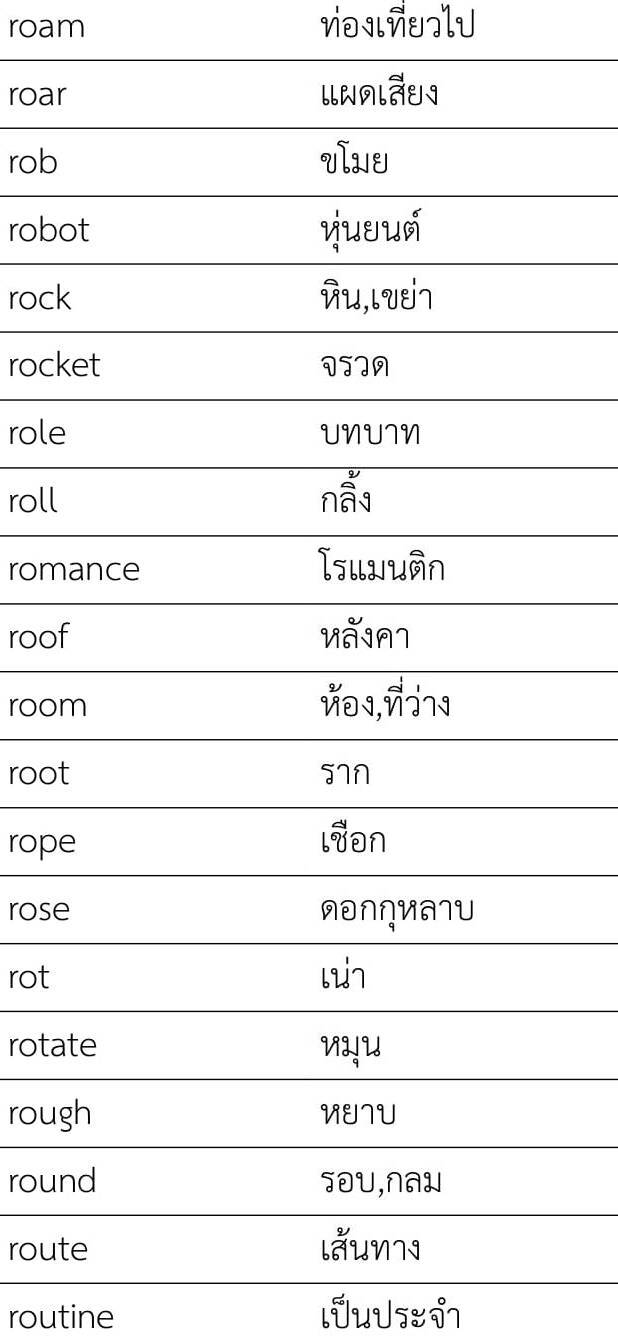 roam ท่องเที่ยวไป
roar แผดเสียง
rob ขโมย
robot หุ่นยนต์
rock หิน,เขย่า
rocket จรวด
role บทบาท
roll กลิ้ง
romance โรแมนติก
roof หลังคา
room ห้อง,ที่ว่าง
root ราก
rope เชือก
rose ดอกกุหลาบ
rot เน่า
rotate หมุน
rough หยาบ
round รอบ,กลม
route เส้นทาง
routine เป็นประจำ